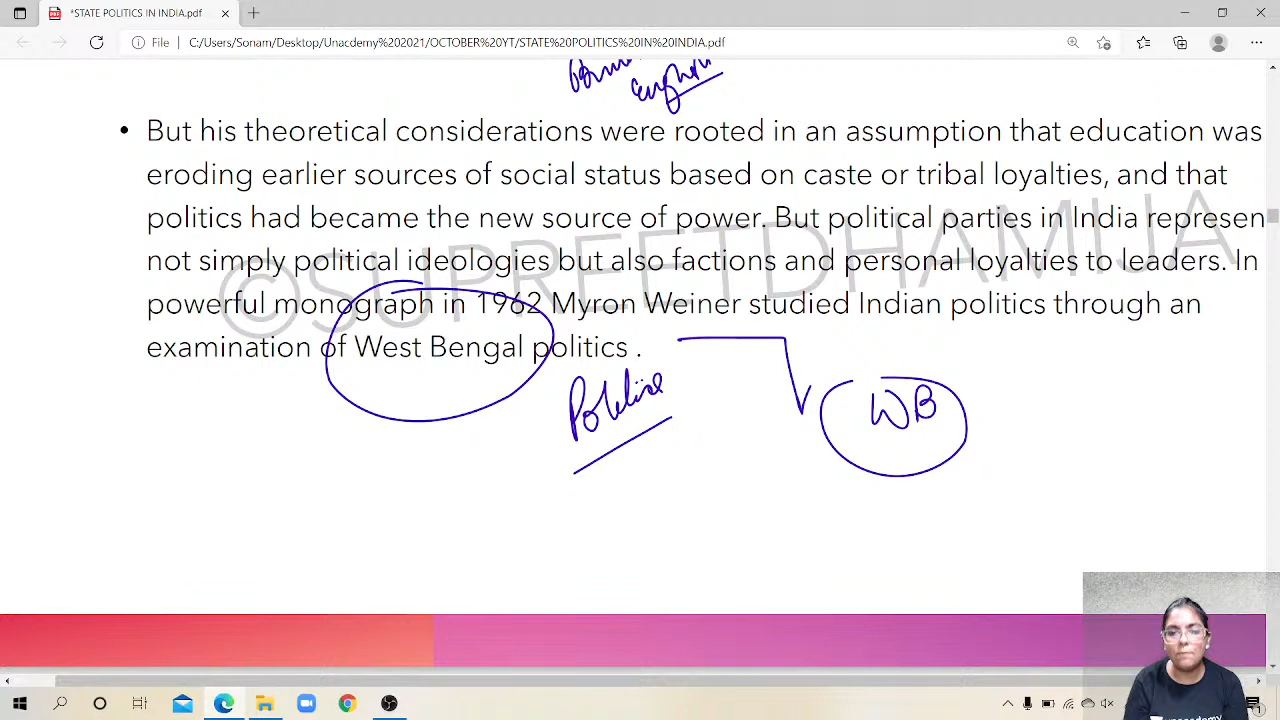 *STATE POLITICS IN INDIA.pdf
File C:/Users/Sonam/Desktop/Unacdemy%202021/OCTOBER%20YT/STATE%20POLITICS%20IN%20INDIA.pdf
• But his theoretical considerations were rooted in an assumption that education was
eroding earlier sources of social status based on caste or tribal loyalties, and that
politics had became the new source of power. But political parties in India represen
not simply political ideologies but also factions and personal loyalties to leaders. In
powerful monograph in 1962 Myron Weiner studied Indian politics through an
examination of West Bengal politics .
WB
©SUPREETDHAMIJA
unacademy